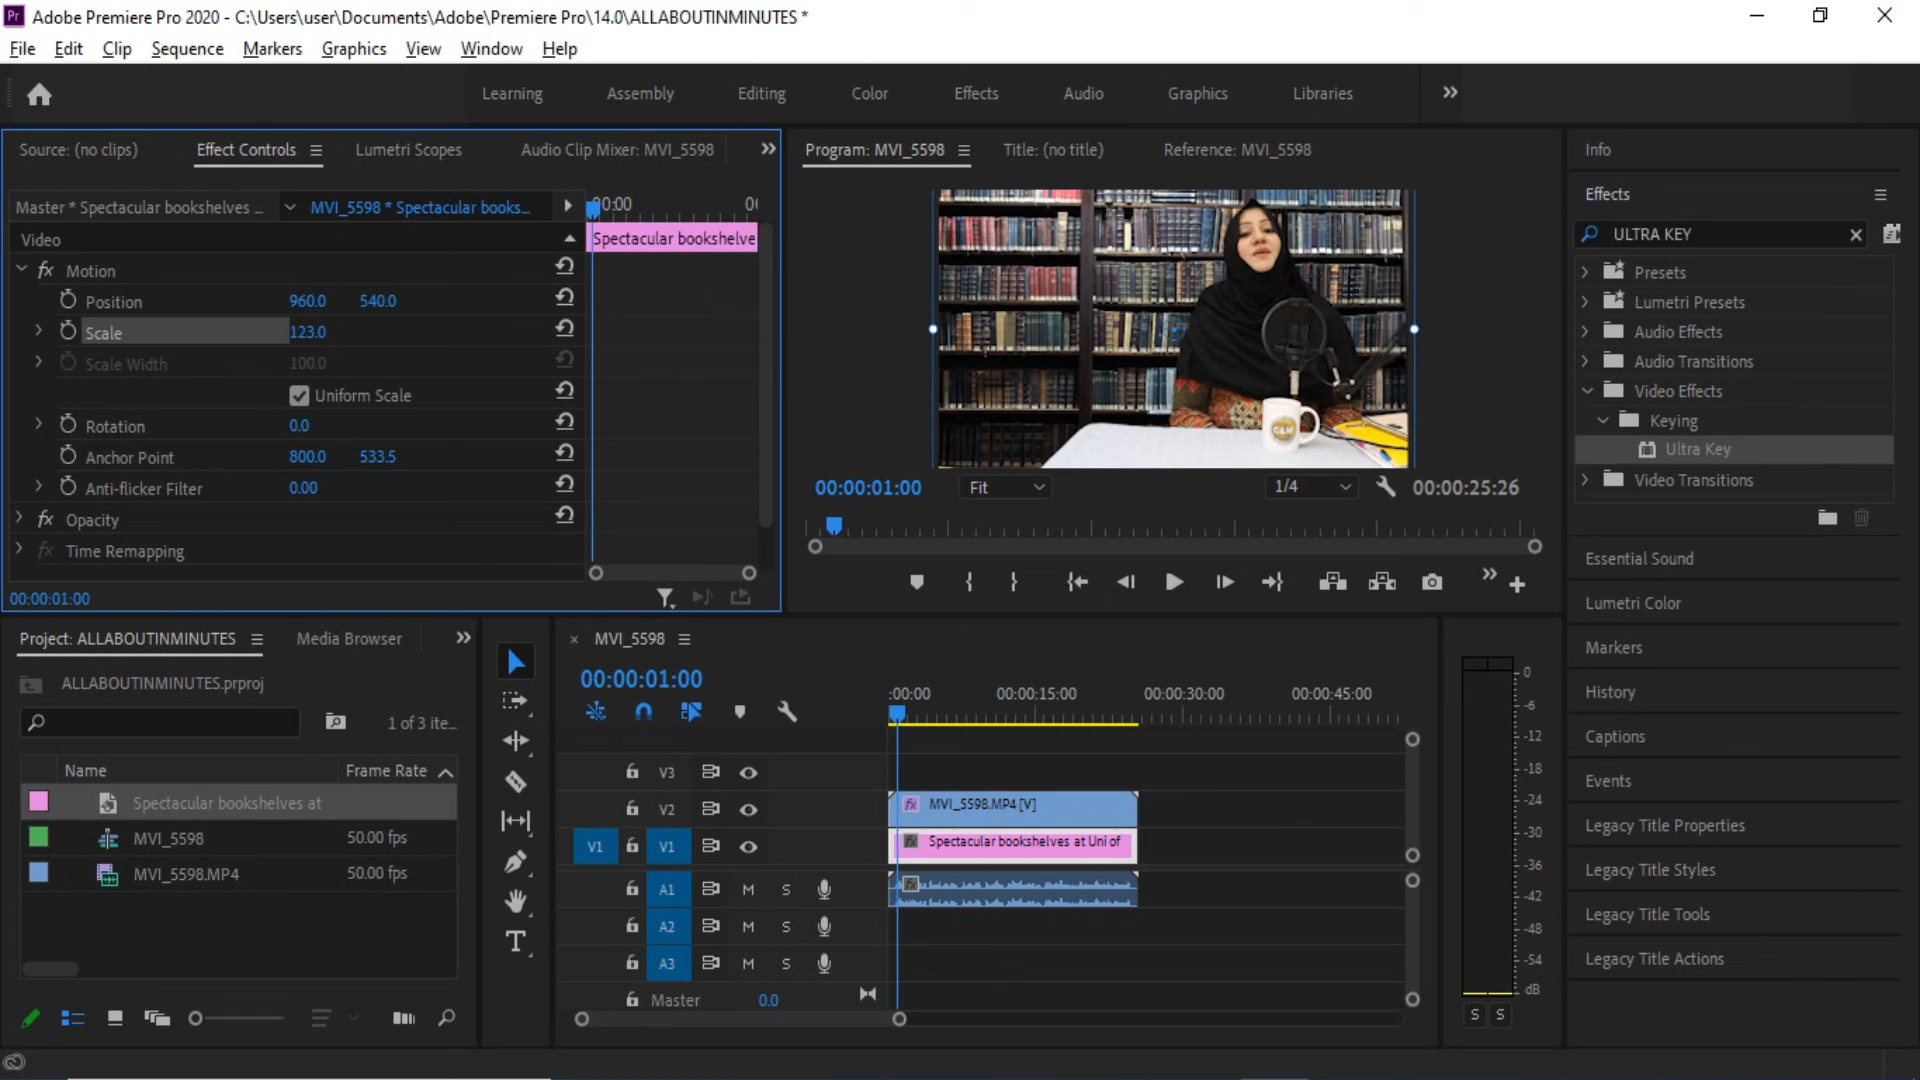 Adobe Premiere Pro 2020 - C:\Users\user\Documents\Adobe\Premiere Pro\14.0\ALLABOUTINMINUTES *
File Edit Clip Sequence Markers Graphics View Window Help
Learning Assembly Editing Color Effects Audio Graphics Libraries
Source: (no clips) Effect Controls Lumetri Scopes Audio Clip Mixer: MVI_5598
Program: MVI_5598 Title: (no title) Reference: MVI_5598
Info
Effects
ULTRA KEY
Presets
Lumetri Presets
Audio Effects
Audio Transitions
Video Effects
Keying
Ultra Key
Video Transitions
Essential Sound
Lumetri Color
Markers
History
Captions
Events
Legacy Title Properties
Legacy Title Styles
Legacy Title Tools
Legacy Title Actions
Master * Spectacular bookshelves ... MVI_5598 * Spectacular books... 00:00
Video Spectacular bookshelve
fx Motion
Position 960.0 540.0
Scale 123.0
Scale Width 100.0
Uniform Scale
Rotation 0.0
Anchor Point 800.0 533.5
Anti-flicker Filter 0.00
fx Opacity
fx Time Remapping
00:00:01:00
C&M
00:00:01:00 Fit 1/4 00:00:25:26
Project: ALLABOUTINMINUTES Media Browser
ALLABOUTINMINUTES.prproj
1 of 3 ite...
Name Frame Rate
Spectacular bookshelves at
MVI_5598 50.00 fps
MVI_5598.MP4 50.00 fps
MVI_5598
00:00:01:00
:00:00 00:00:15:00 00:00:30:00 00:00:45:00
V3
V2 fx MVI_5598.MP4 [V]
V1 V1 fx Spectacular bookshelves at Uni of
A1 M S fx
A2 M S
A3 M S
Master 0.0
0
-6
-12
-18
-24
-30
-36
-42
-48
-54
dB
S S